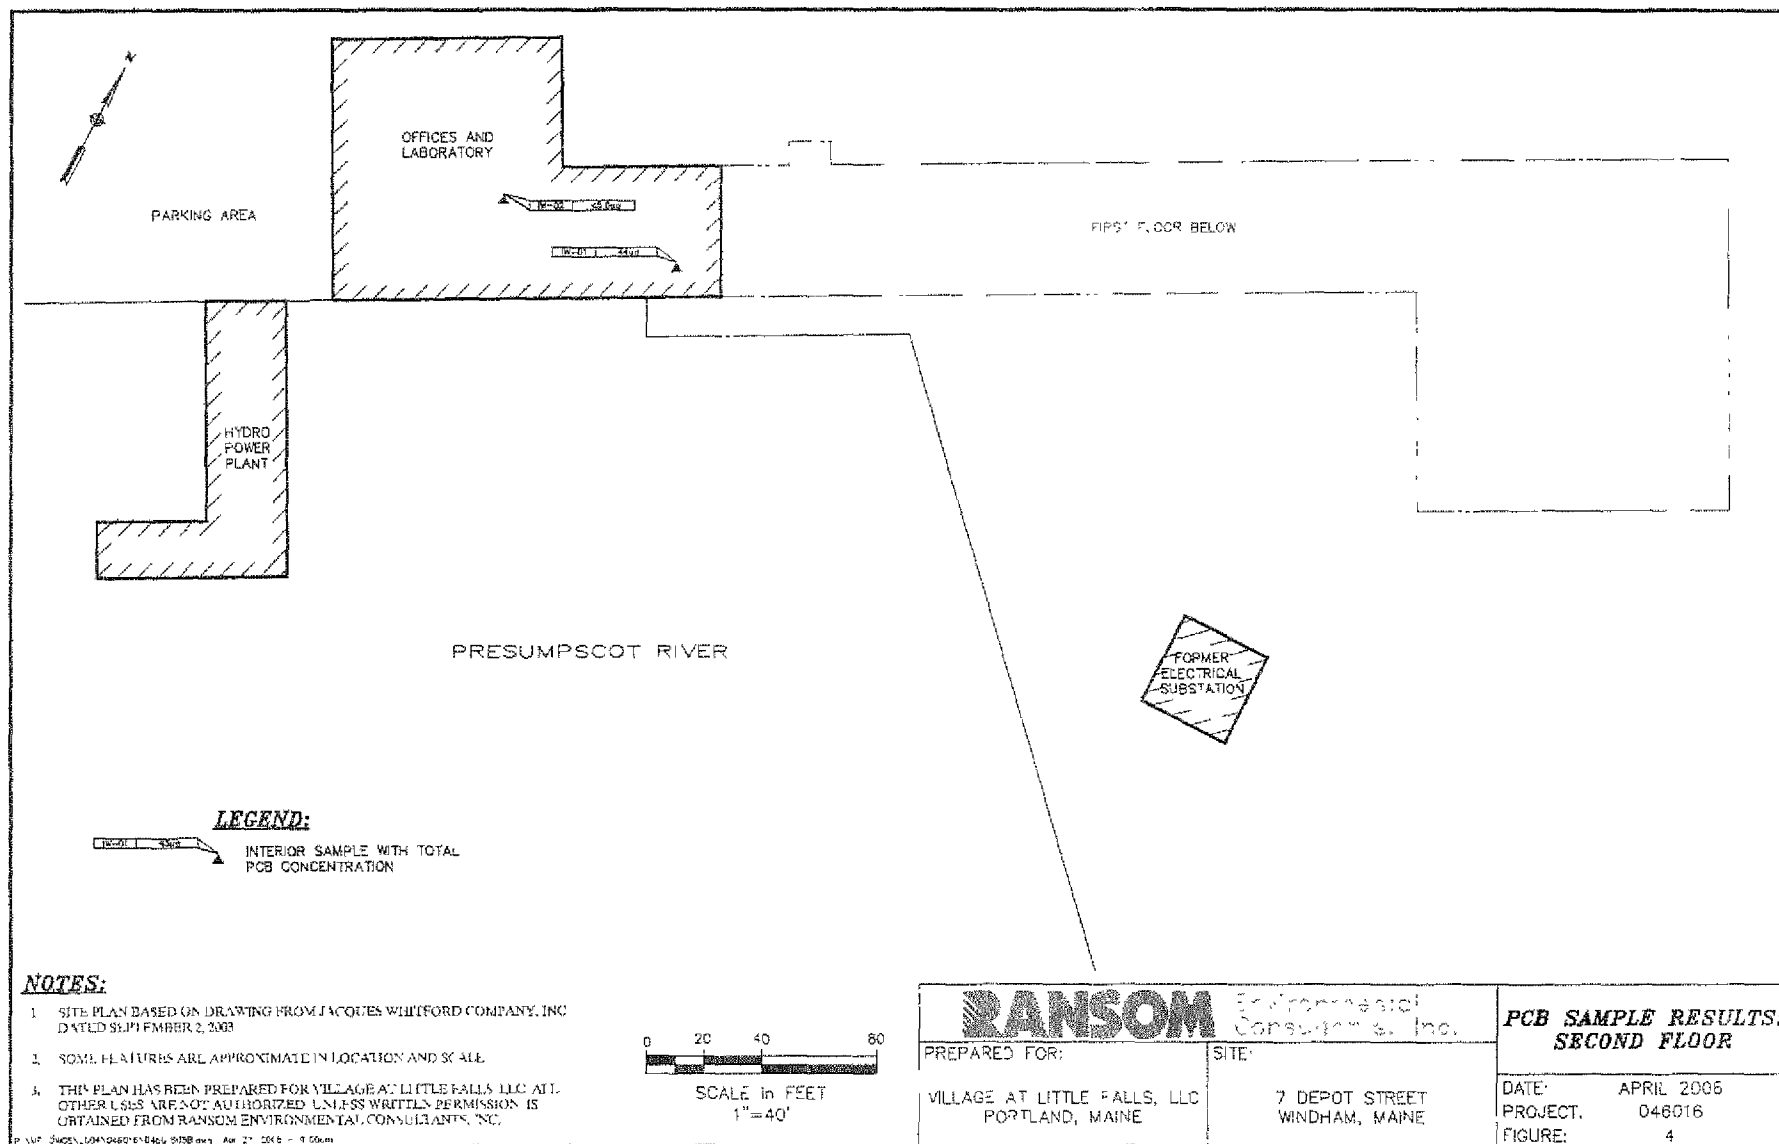 N
OFFICES AND
LABORATORY
PARKING AREA
IW-01
FIRST FLOOR BELOW
HYDRO
POWER
PLANT
PRESUMPSCOT RIVER
FORMER
ELECTRICAL
SUBSTATION
LEGEND:
INTERIOR SAMPLE WITH TOTAL
PCB CONCENTRATION
NOTES:
1. SITE PLAN BASED ON DRAWING FROM JACQUES WHITFORD COMPANY, INC
DATED SEPTEMBER 2, 2003
2. SOME FEATURES ARE APPROXIMATE IN LOCATION AND SCALE
3. THIS PLAN HAS BEEN PREPARED FOR VILLAGE AT LITTLE FALLS, LLC ALL
OTHER USES ARE NOT AUTHORIZED UNLESS WRITTEN PERMISSION IS
OBTAINED FROM RANSOM ENVIRONMENTAL CONSULTANTS, INC.
0 20 40 80
SCALE in FEET
1"=40'
RANSOM Environmental
Consultants, Inc.
PREPARED FOR:
VILLAGE AT LITTLE FALLS, LLC
PORTLAND, MAINE
SITE:
7 DEPOT STREET
WINDHAM, MAINE
PCB SAMPLE RESULTS,
SECOND FLOOR
DATE: APRIL 2006
PROJECT: 046016
FIGURE: 4